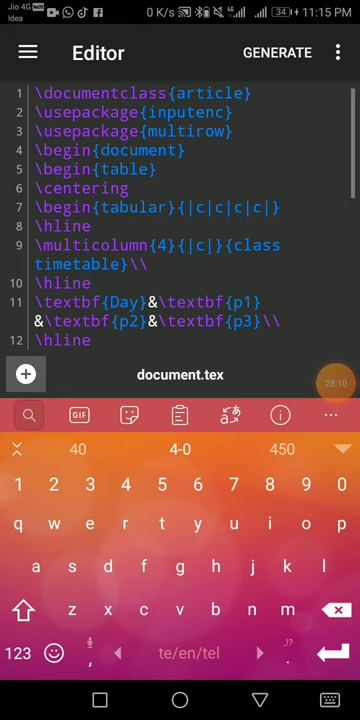 Jio 4G HD
Idea
0 K/s 4G 34 11:15 PM
Editor GENERATE
1 \documentclass{article}
2 \usepackage{inputenc}
3 \usepackage{multirow}
4 \begin{document}
5 \begin{table}
6 \centering
7 \begin{tabular}{|c|c|c|c|}
8 \hline
9 \multicolumn{4}{|c|}{class
timetable}\\
10 \hline
11 \textbf{Day}&\textbf{p1}
&\textbf{p2}&\textbf{p3}\\
12 \hline
document.tex
28:10
GIF
40 4-0 450
1 2 3 4 5 6 7 8 9 0
q w e r t y u i o p
a s d f g h j k l
z x c v b n m
123 , te/en/tel ,!? .